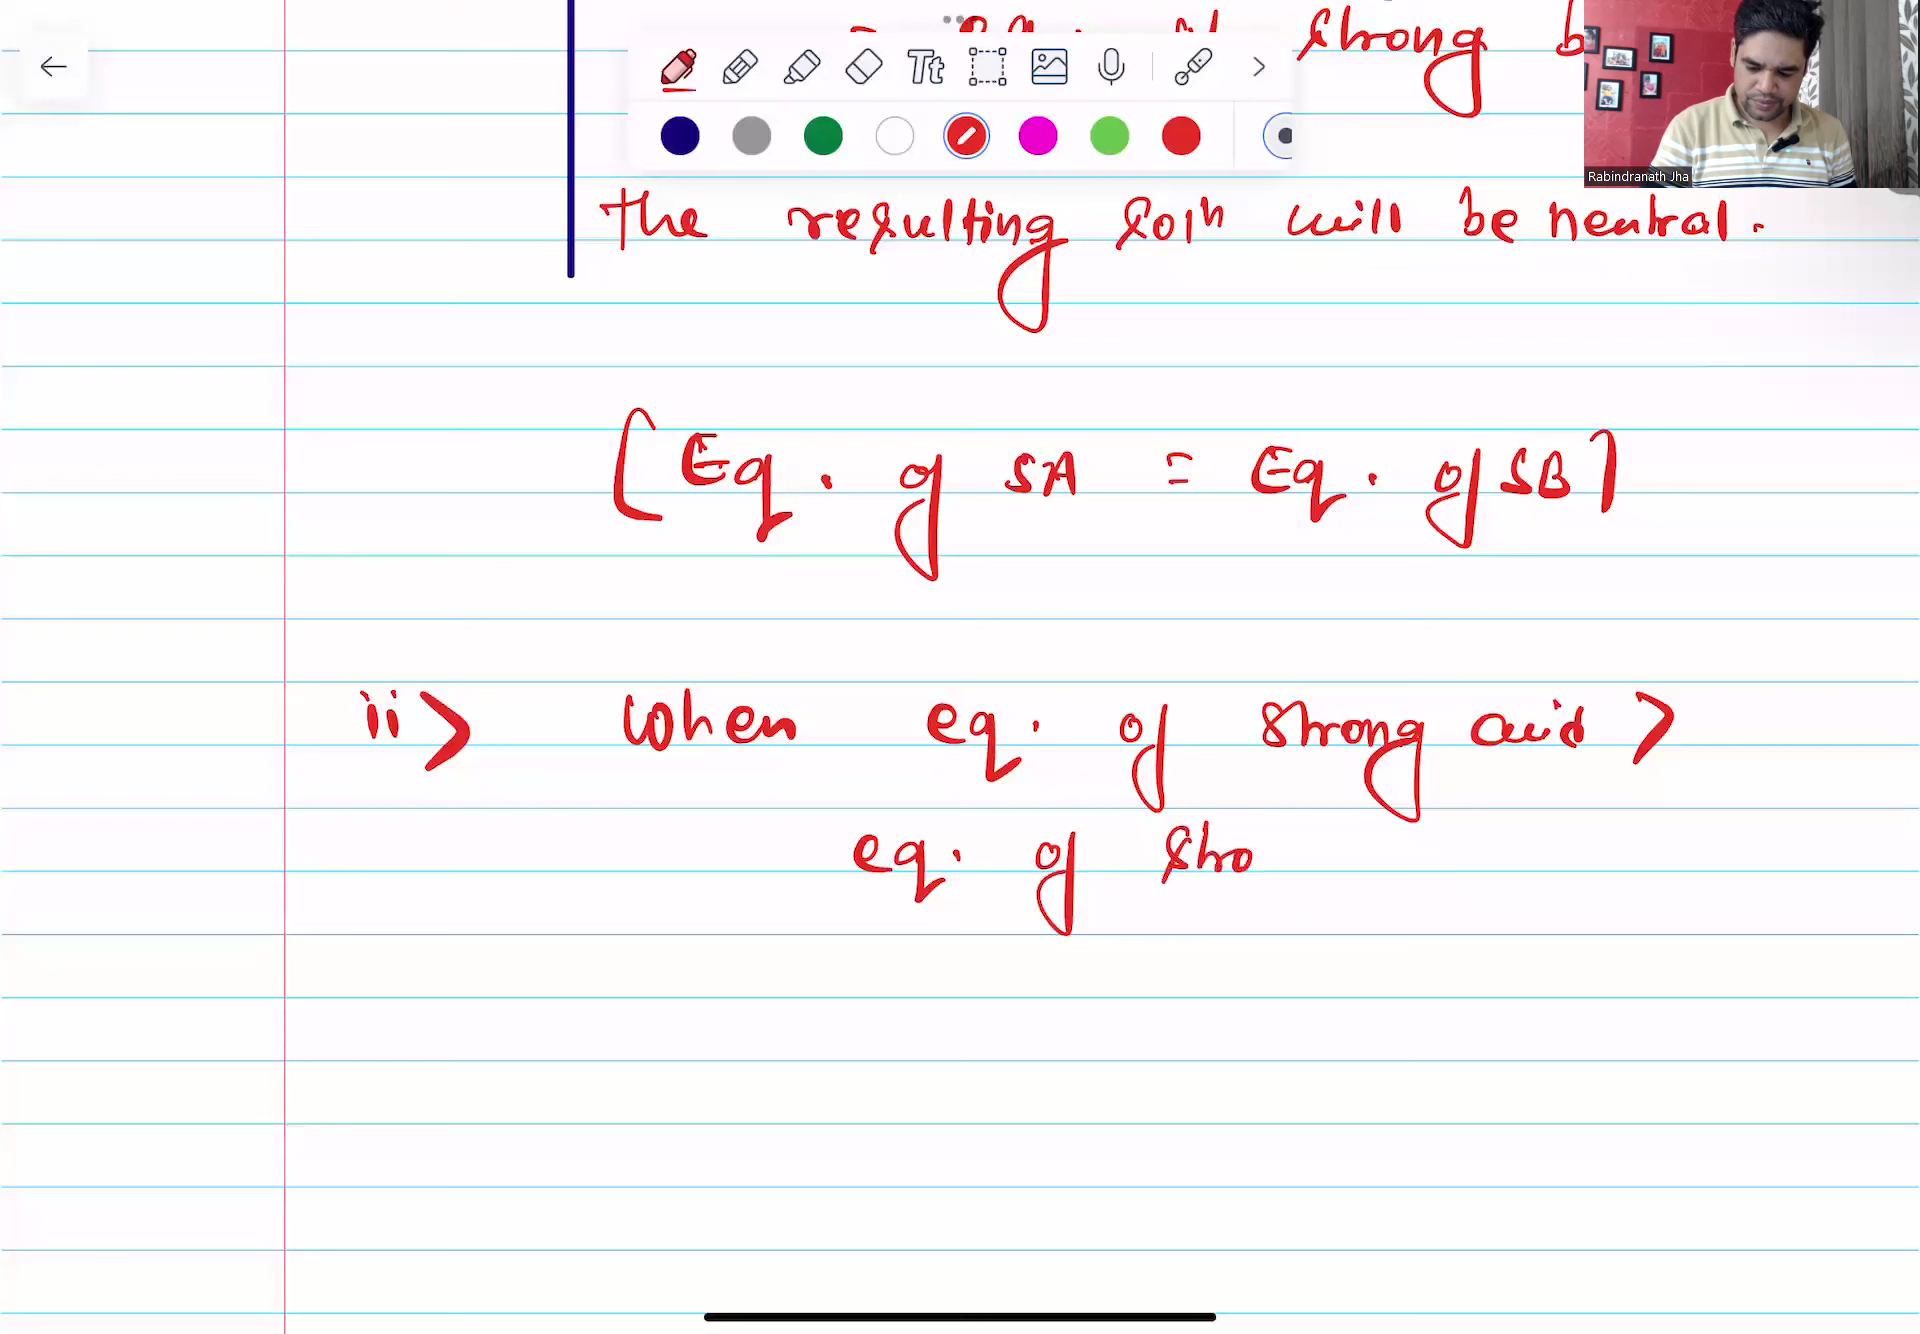 strong
Tt
Rabindranath Jha
The resulting soln will be neutral.
[Eq. of SA = Eq. of SB]
ii> When eq. of strong acid >
eq. of stro